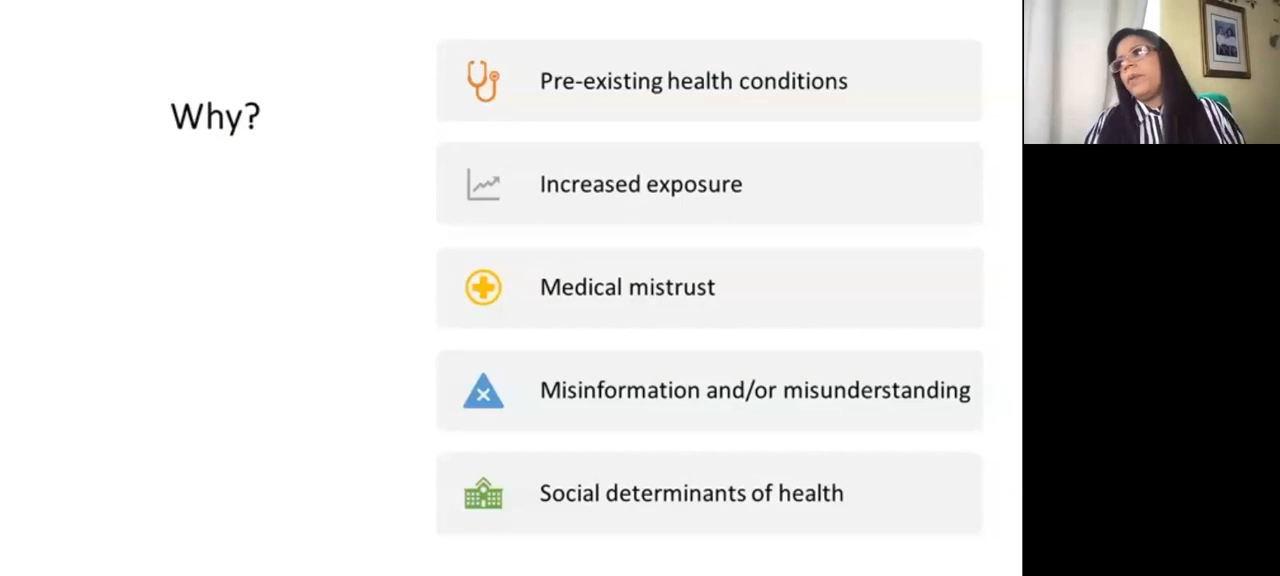 Why?
Pre-existing health conditions
Increased exposure
Medical mistrust
Misinformation and/or misunderstanding
Social determinants of health